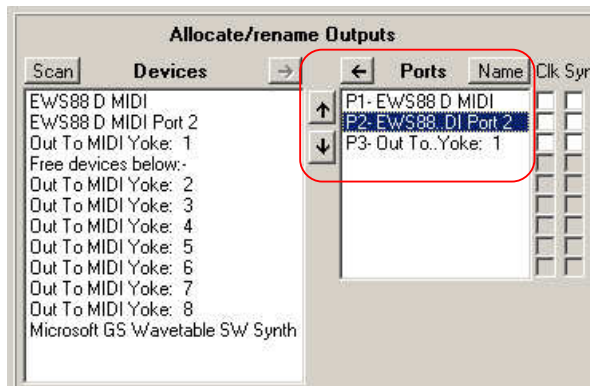 Allocate/rename Outputs
Scan Devices → ← Ports Name Clk Syn
EWS88 D MIDI
EWS88 D MIDI Port 2
Out To MIDI Yoke: 1
Free devices below:-
Out To MIDI Yoke: 2
Out To MIDI Yoke: 3
Out To MIDI Yoke: 4
Out To MIDI Yoke: 5
Out To MIDI Yoke: 6
Out To MIDI Yoke: 7
Out To MIDI Yoke: 8
Microsoft GS Wavetable SW Synth
↑
↓
P1- EWS88 D MIDI
P2- EWS88. DI Port 2
P3- Out To..Yoke: 1